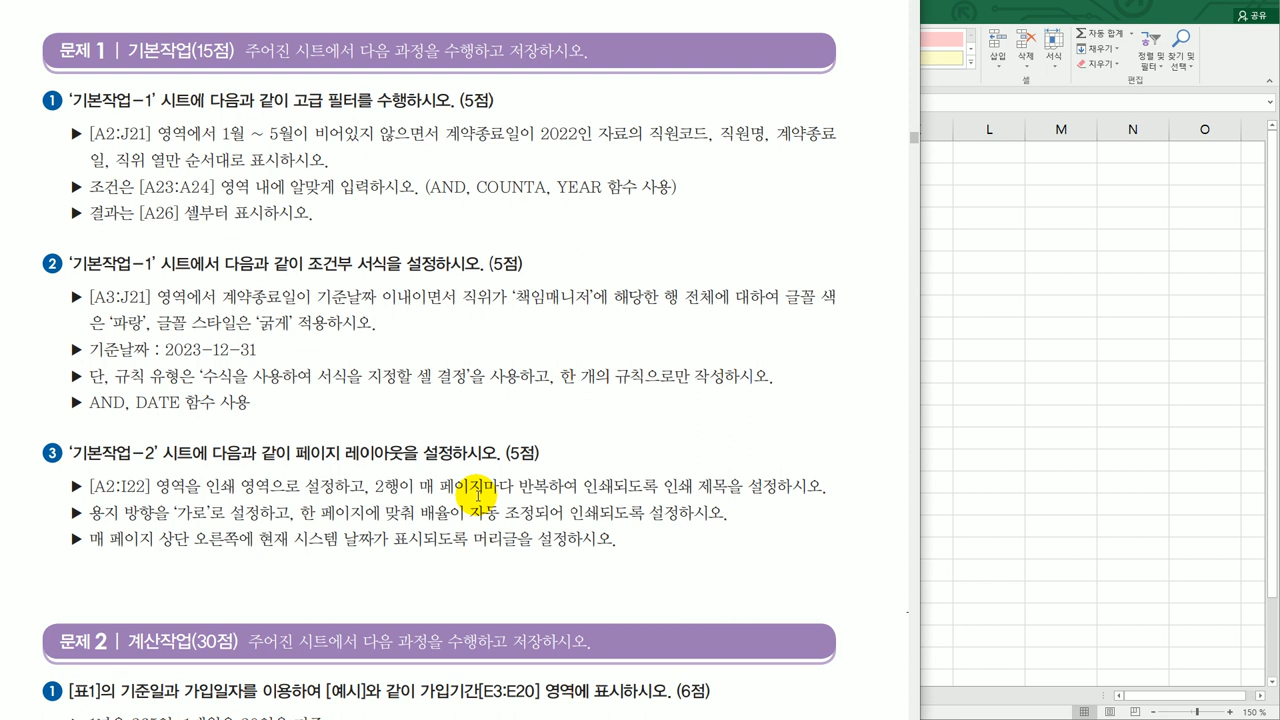 문제 1 | 기본작업(15점) 주어진 시트에서 다음 과정을 수행하고 저장하시오.
1 ‘기본작업-1’ 시트에 다음과 같이 고급 필터를 수행하시오. (5점)
▶ [A2:J21] 영역에서 1월 ~ 5월이 비어있지 않으면서 계약종료일이 2022인 자료의 직원코드, 직원명, 계약종료
일, 직위 열만 순서대로 표시하시오.
▶ 조건은 [A23:A24] 영역 내에 알맞게 입력하시오. (AND, COUNTA, YEAR 함수 사용)
▶ 결과는 [A26] 셀부터 표시하시오.
2 ‘기본작업-1’ 시트에서 다음과 같이 조건부 서식을 설정하시오. (5점)
▶ [A3:J21] 영역에서 계약종료일이 기준날짜 이내이면서 직위가 ‘책임매니저’에 해당한 행 전체에 대하여 글꼴 색
은 ‘파랑’, 글꼴 스타일은 ‘굵게’ 적용하시오.
▶ 기준날짜 : 2023-12-31
▶ 단, 규칙 유형은 ‘수식을 사용하여 서식을 지정할 셀 결정’을 사용하고, 한 개의 규칙으로만 작성하시오.
▶ AND, DATE 함수 사용
3 ‘기본작업-2’ 시트에 다음과 같이 페이지 레이아웃을 설정하시오. (5점)
▶ [A2:I22] 영역을 인쇄 영역으로 설정하고, 2행이 매 페이지마다 반복하여 인쇄되도록 인쇄 제목을 설정하시오.
▶ 용지 방향을 ‘가로’로 설정하고, 한 페이지에 맞춰 배율이 자동 조정되어 인쇄되도록 설정하시오.
▶ 매 페이지 상단 오른쪽에 현재 시스템 날짜가 표시되도록 머리글을 설정하시오.
문제 2 | 계산작업(30점) 주어진 시트에서 다음 과정을 수행하고 저장하시오.
1 [표1]의 기준일과 가입일자를 이용하여 [예시]와 같이 가입기간[E3:E20] 영역에 표시하시오. (6점)
공유
삽입 삭제 서식
셀
자동 합계
채우기
지우기
정렬 및 필터
찾기 및 선택
편집
L M N O
150 %